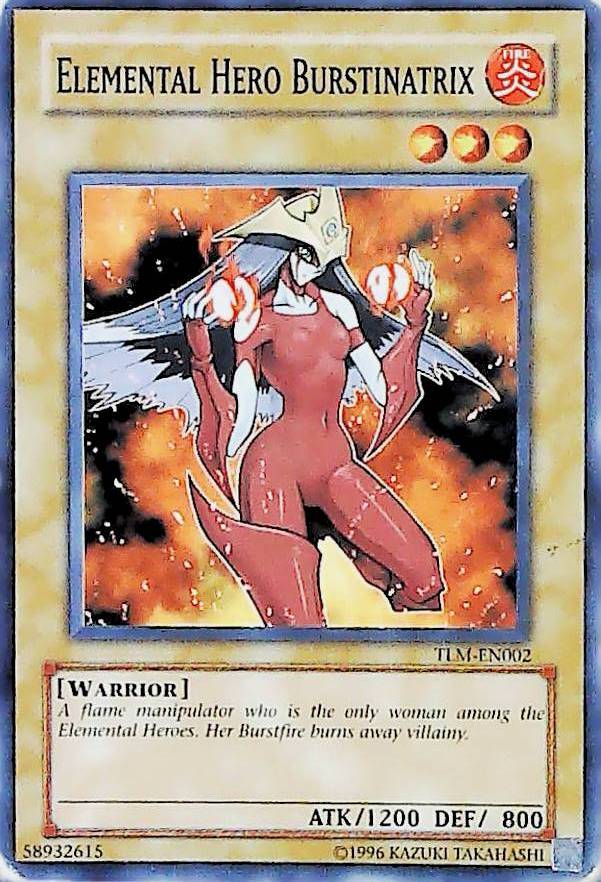 ELEMENTAL HERO BURSTINATRIX
FIRE
炎
TLM-EN002
[WARRIOR]
A flame manipulator who is the only woman among the
Elemental Heroes. Her Burstfire burns away villainy.
ATK/1200 DEF/ 800
58932615
©1996 KAZUKI TAKAHASHI